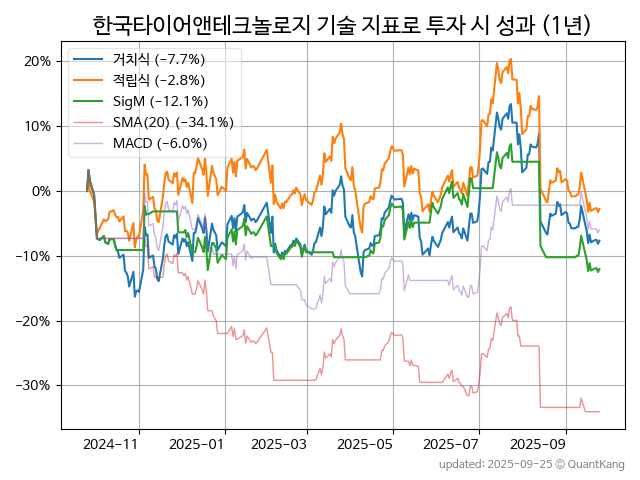 한국타이어앤테크놀로지 기술 지표로 투자 시 성과 (1년)
거치식 (−7.7%)
적립식 (−2.8%)
SigM (−12.1%)
SMA(20) (−34.1%)
MACD (−6.0%)
20%
10%
0%
−10%
−20%
−30%
2024−11
2025−01
2025−03
2025−05
2025−07
2025−09
updated: 2025-09-25 © QuantKang